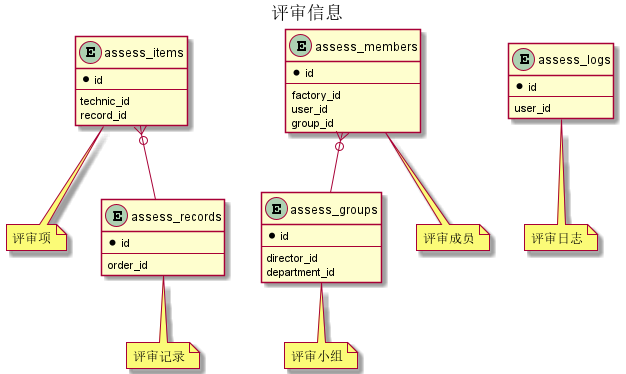 评审信息
E assess_items
id
technic_id
record_id
E assess_members
id
factory_id
user_id
group_id
E assess_logs
id
user_id
评审项
E assess_records
id
order_id
E assess_groups
id
director_id
department_id
评审成员
评审日志
评审记录
评审小组